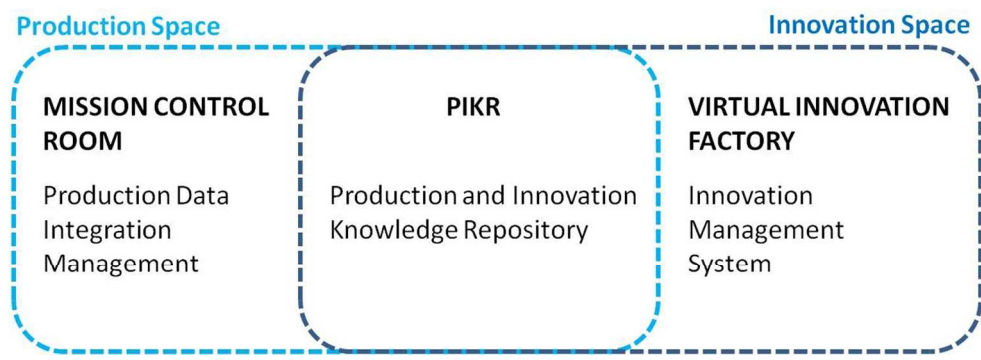 Production Space
Innovation Space
MISSION CONTROL
ROOM
Production Data
Integration
Management
PIKR
Production and Innovation
Knowledge Repository
VIRTUAL INNOVATION
FACTORY
Innovation
Management
System